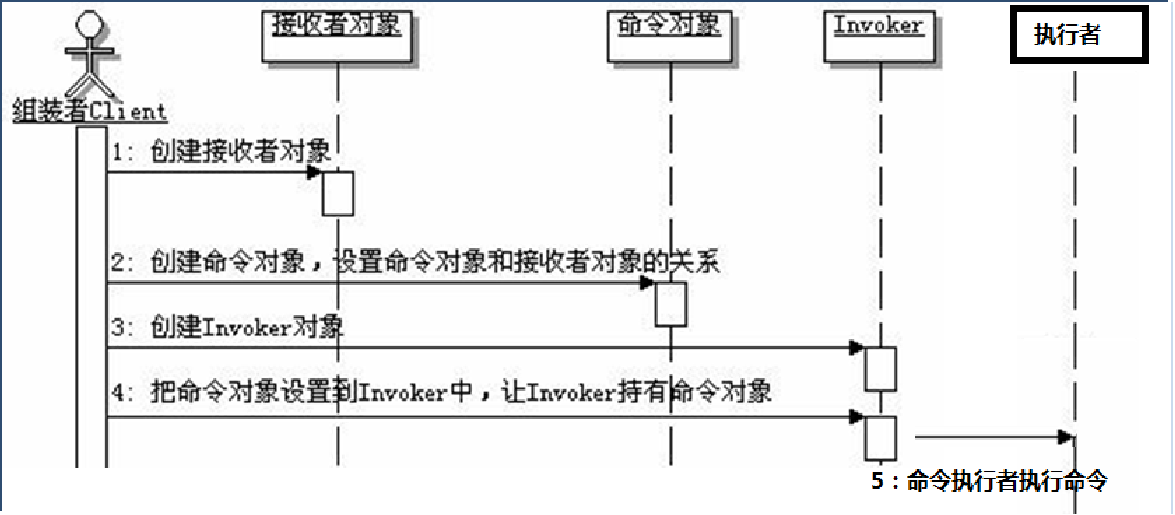 接收者对象
命令对象
Invoker
执行者
组装者Client
1: 创建接收者对象
2: 创建命令对象，设置命令对象和接收者对象的关系
3: 创建Invoker对象
4: 把命令对象设置到Invoker中，让Invoker持有命令对象
5：命令执行者执行命令